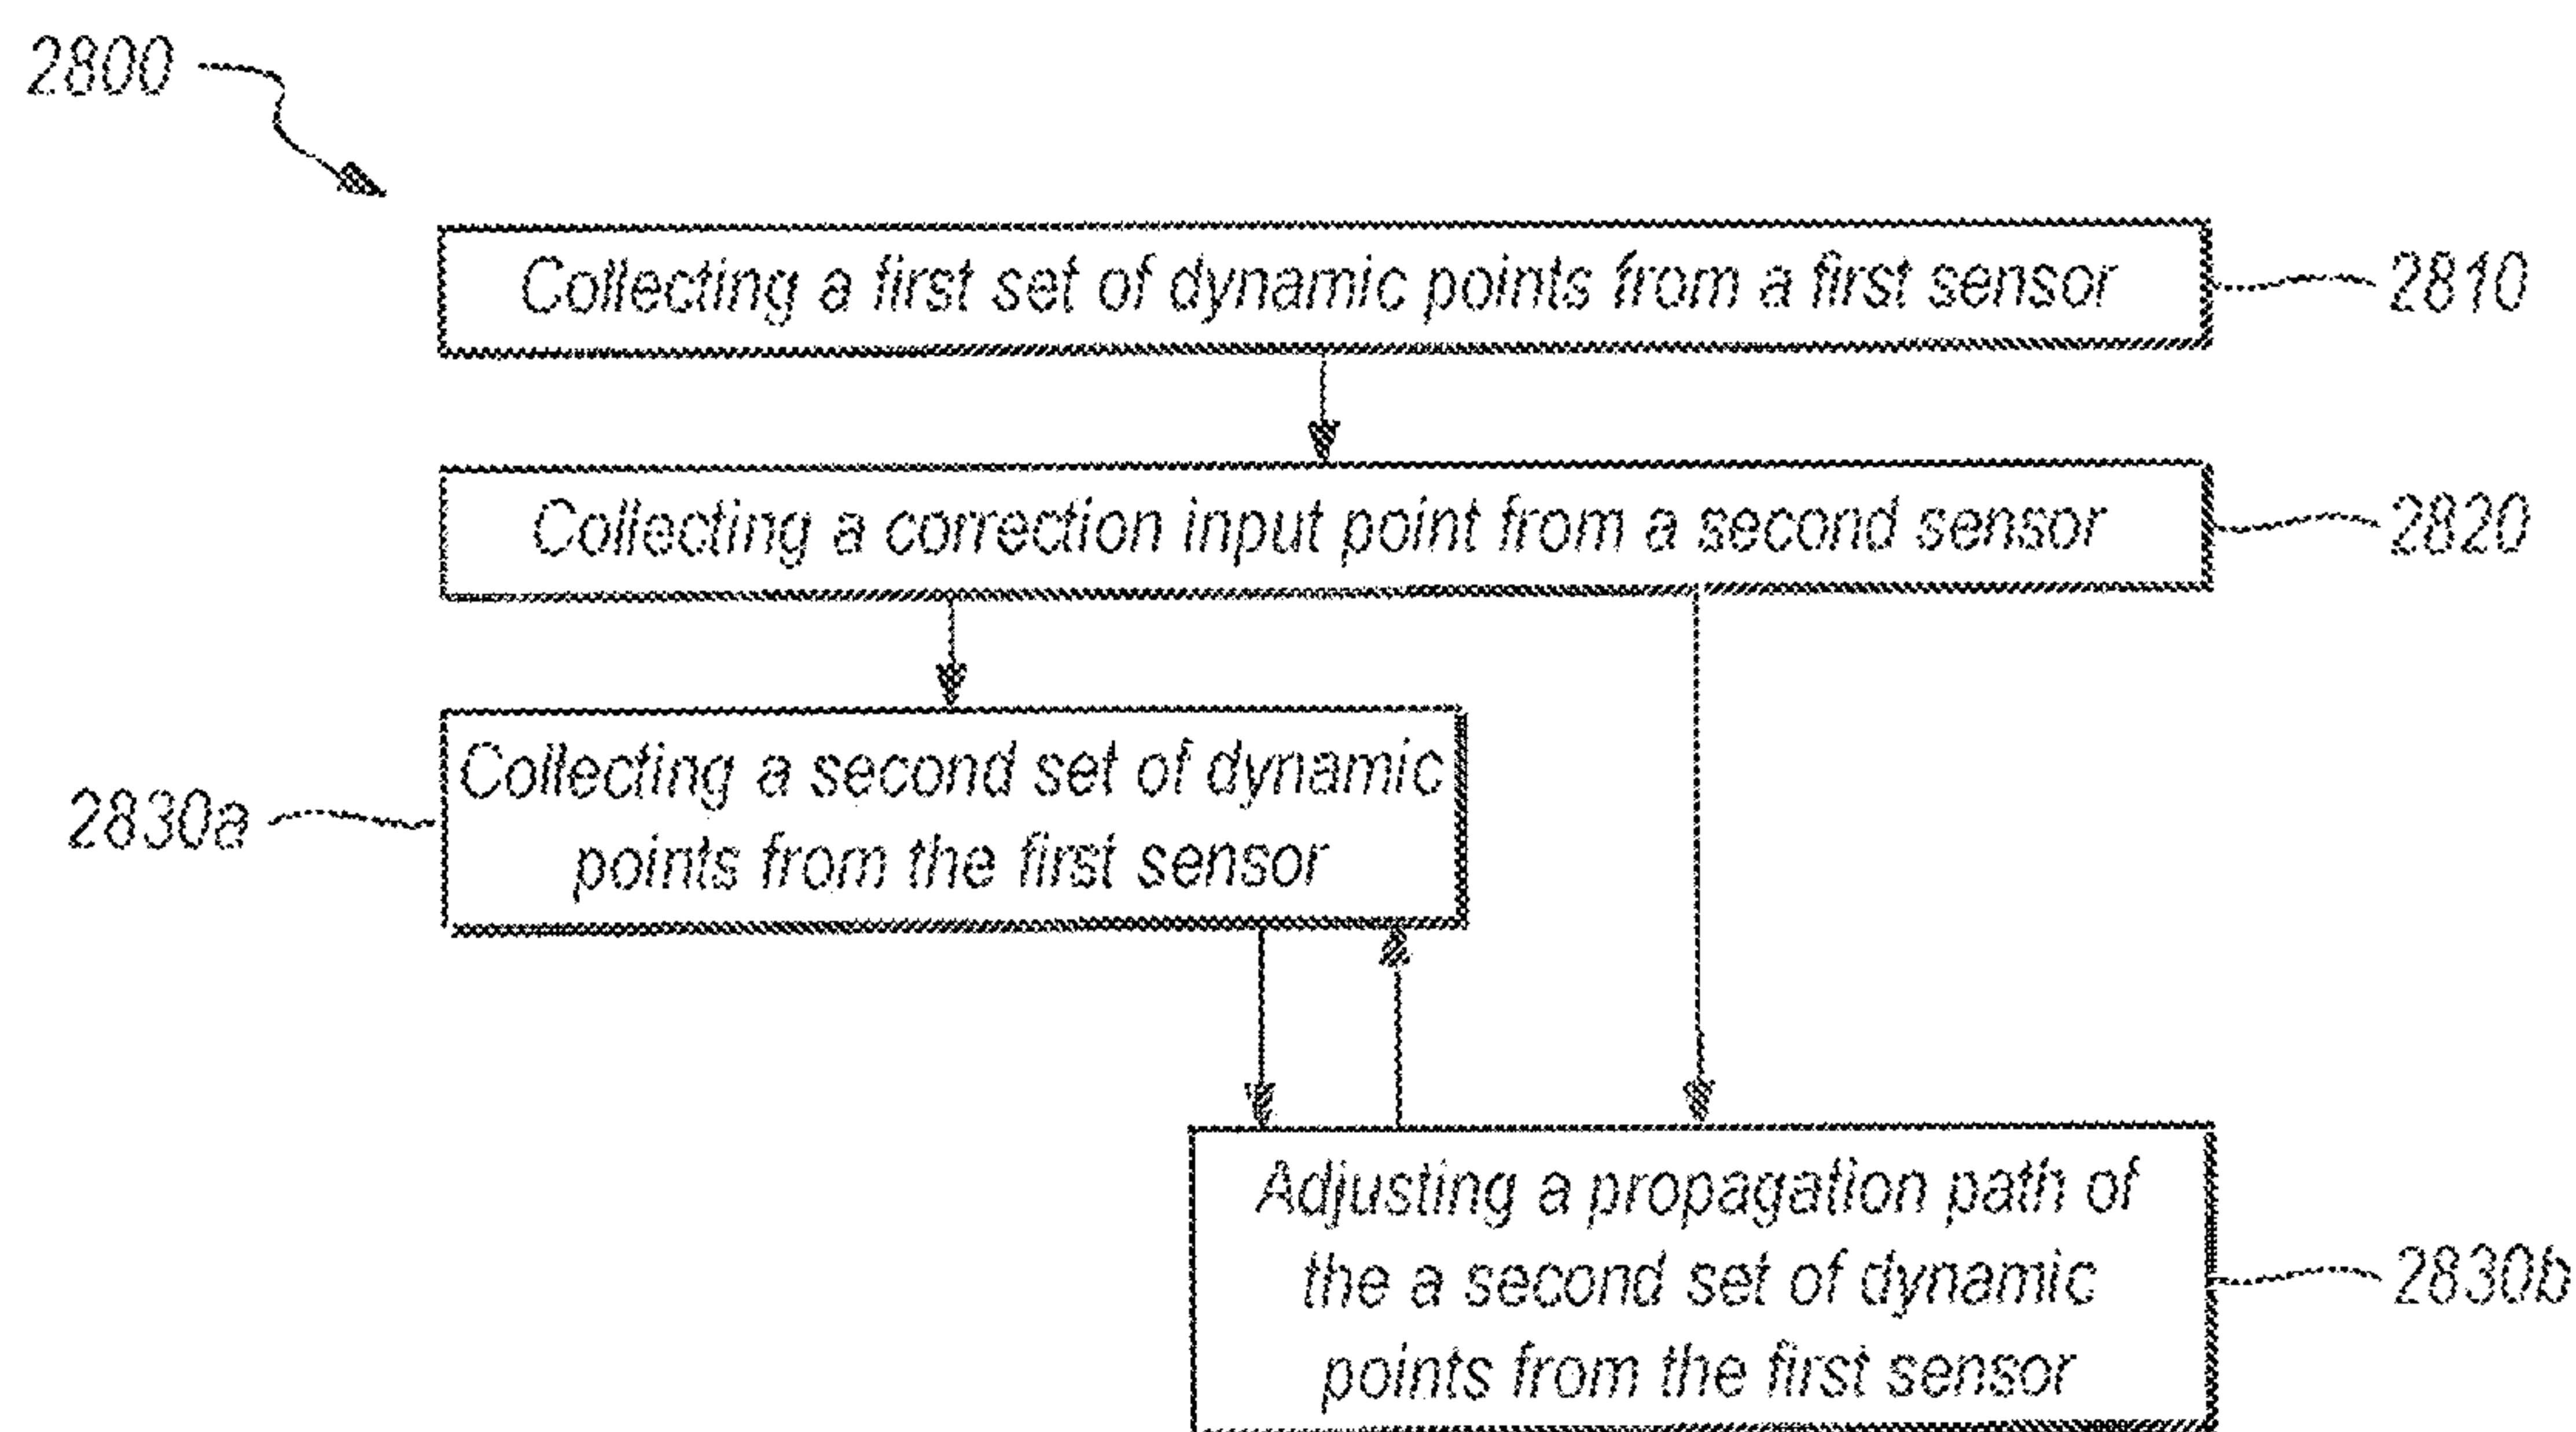 2800
Collecting a first set of dynamic points from a first sensor
2810
Collecting a correction input point from a second sensor
2820
Collecting a second set of dynamic
points from the first sensor
2830a
Adjusting a propagation path of
the a second set of dynamic
points from the first sensor
2830b